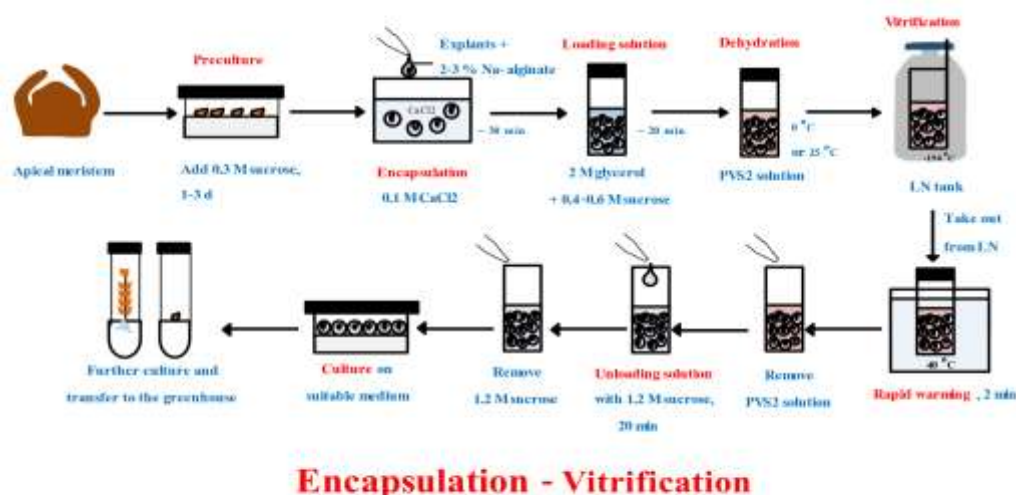 Vitrification
Explants +
2-3 % Na-alginate
Preculture
Loading solution
Dehydration
CaCl2
~ 30 min
~ 20 min
0 °C
or 25 °C
-196 °C
Apical meristem
Add 0.3 M sucrose,
1-3 d
Encapsulation
0.1 M CaCl2
2 M glycerol
+ 0.4-0.6 M sucrose
PVS2 solution
LN tank
Take out
from LN
40 °C
Rapid warming , 2 min
Remove
PVS2 solution
Unloading solution
with 1.2 M sucrose,
20 min
Remove
1.2 M sucrose
Culture on
suitable medium
Further culture and
transfer to the greenhouse
Encapsulation - Vitrification